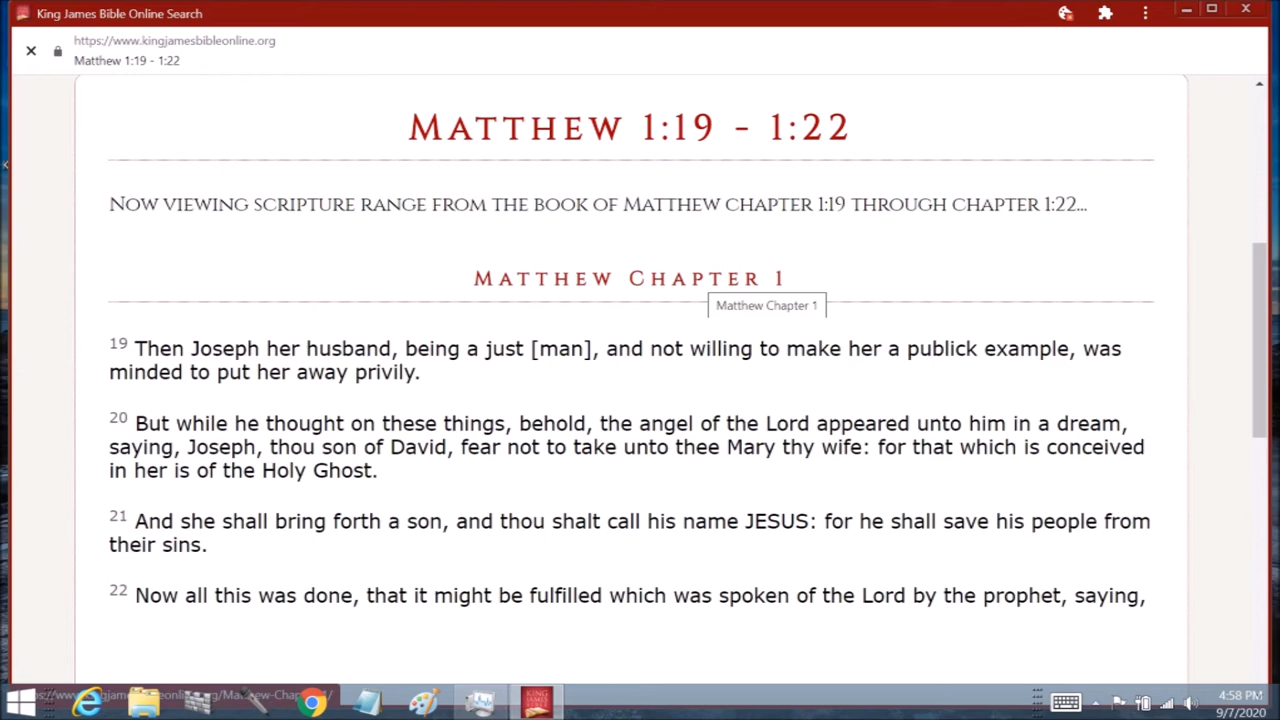 King James Bible Online Search
https://www.kingjamesbibleonline.org
Matthew 1:19 - 1:22
Matthew 1:19 - 1:22
Now viewing scripture range from the book of Matthew chapter 1:19 through chapter 1:22...
Matthew Chapter 1
Matthew Chapter 1
19 Then Joseph her husband, being a just [man], and not willing to make her a publick example, was
minded to put her away privily.
20 But while he thought on these things, behold, the angel of the Lord appeared unto him in a dream,
saying, Joseph, thou son of David, fear not to take unto thee Mary thy wife: for that which is conceived
in her is of the Holy Ghost.
21 And she shall bring forth a son, and thou shalt call his name JESUS: for he shall save his people from
their sins.
22 Now all this was done, that it might be fulfilled which was spoken of the Lord by the prophet, saying,
KING
JAMES
4:58 PM
9/7/2020